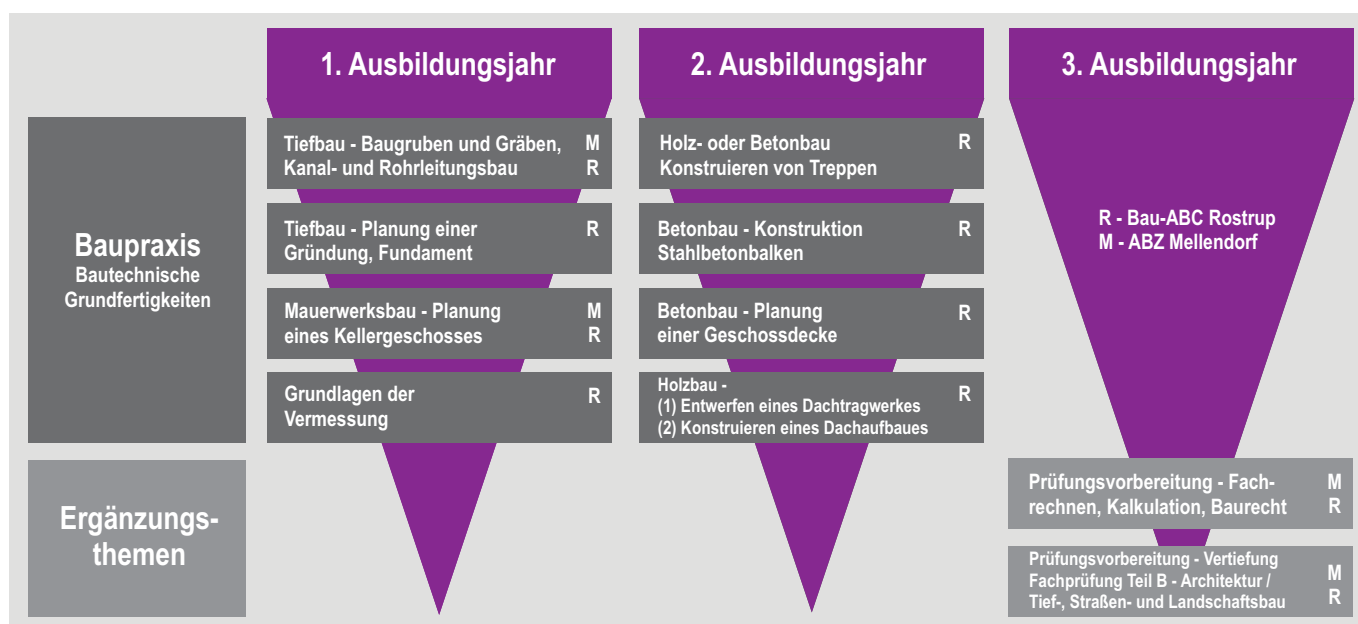 1. Ausbildungsjahr
2. Ausbildungsjahr
3. Ausbildungsjahr
Baupraxis
Bautechnische
Grundfertigkeiten
Tiefbau - Baugruben und Gräben, M
Kanal- und Rohrleitungsbau R
Tiefbau - Planung einer R
Gründung, Fundament
Mauerwerksbau - Planung M
eines Kellergeschosses R
Grundlagen der R
Vermessung
Holz- oder Betonbau R
Konstruieren von Treppen
Betonbau - Konstruktion R
Stahlbetonbalken
Betonbau - Planung R
einer Geschossdecke
Holzbau - R
(1) Entwerfen eines Dachtragwerkes
(2) Konstruieren eines Dachaufbaues
R - Bau-ABC Rostrup
M - ABZ Mellendorf
Ergänzungs-
themen
Prüfungsvorbereitung - Fach- M
rechnen, Kalkulation, Baurecht R
Prüfungsvorbereitung - Vertiefung
Fachprüfung Teil B - Architektur / M
Tief-, Straßen- und Landschaftsbau R